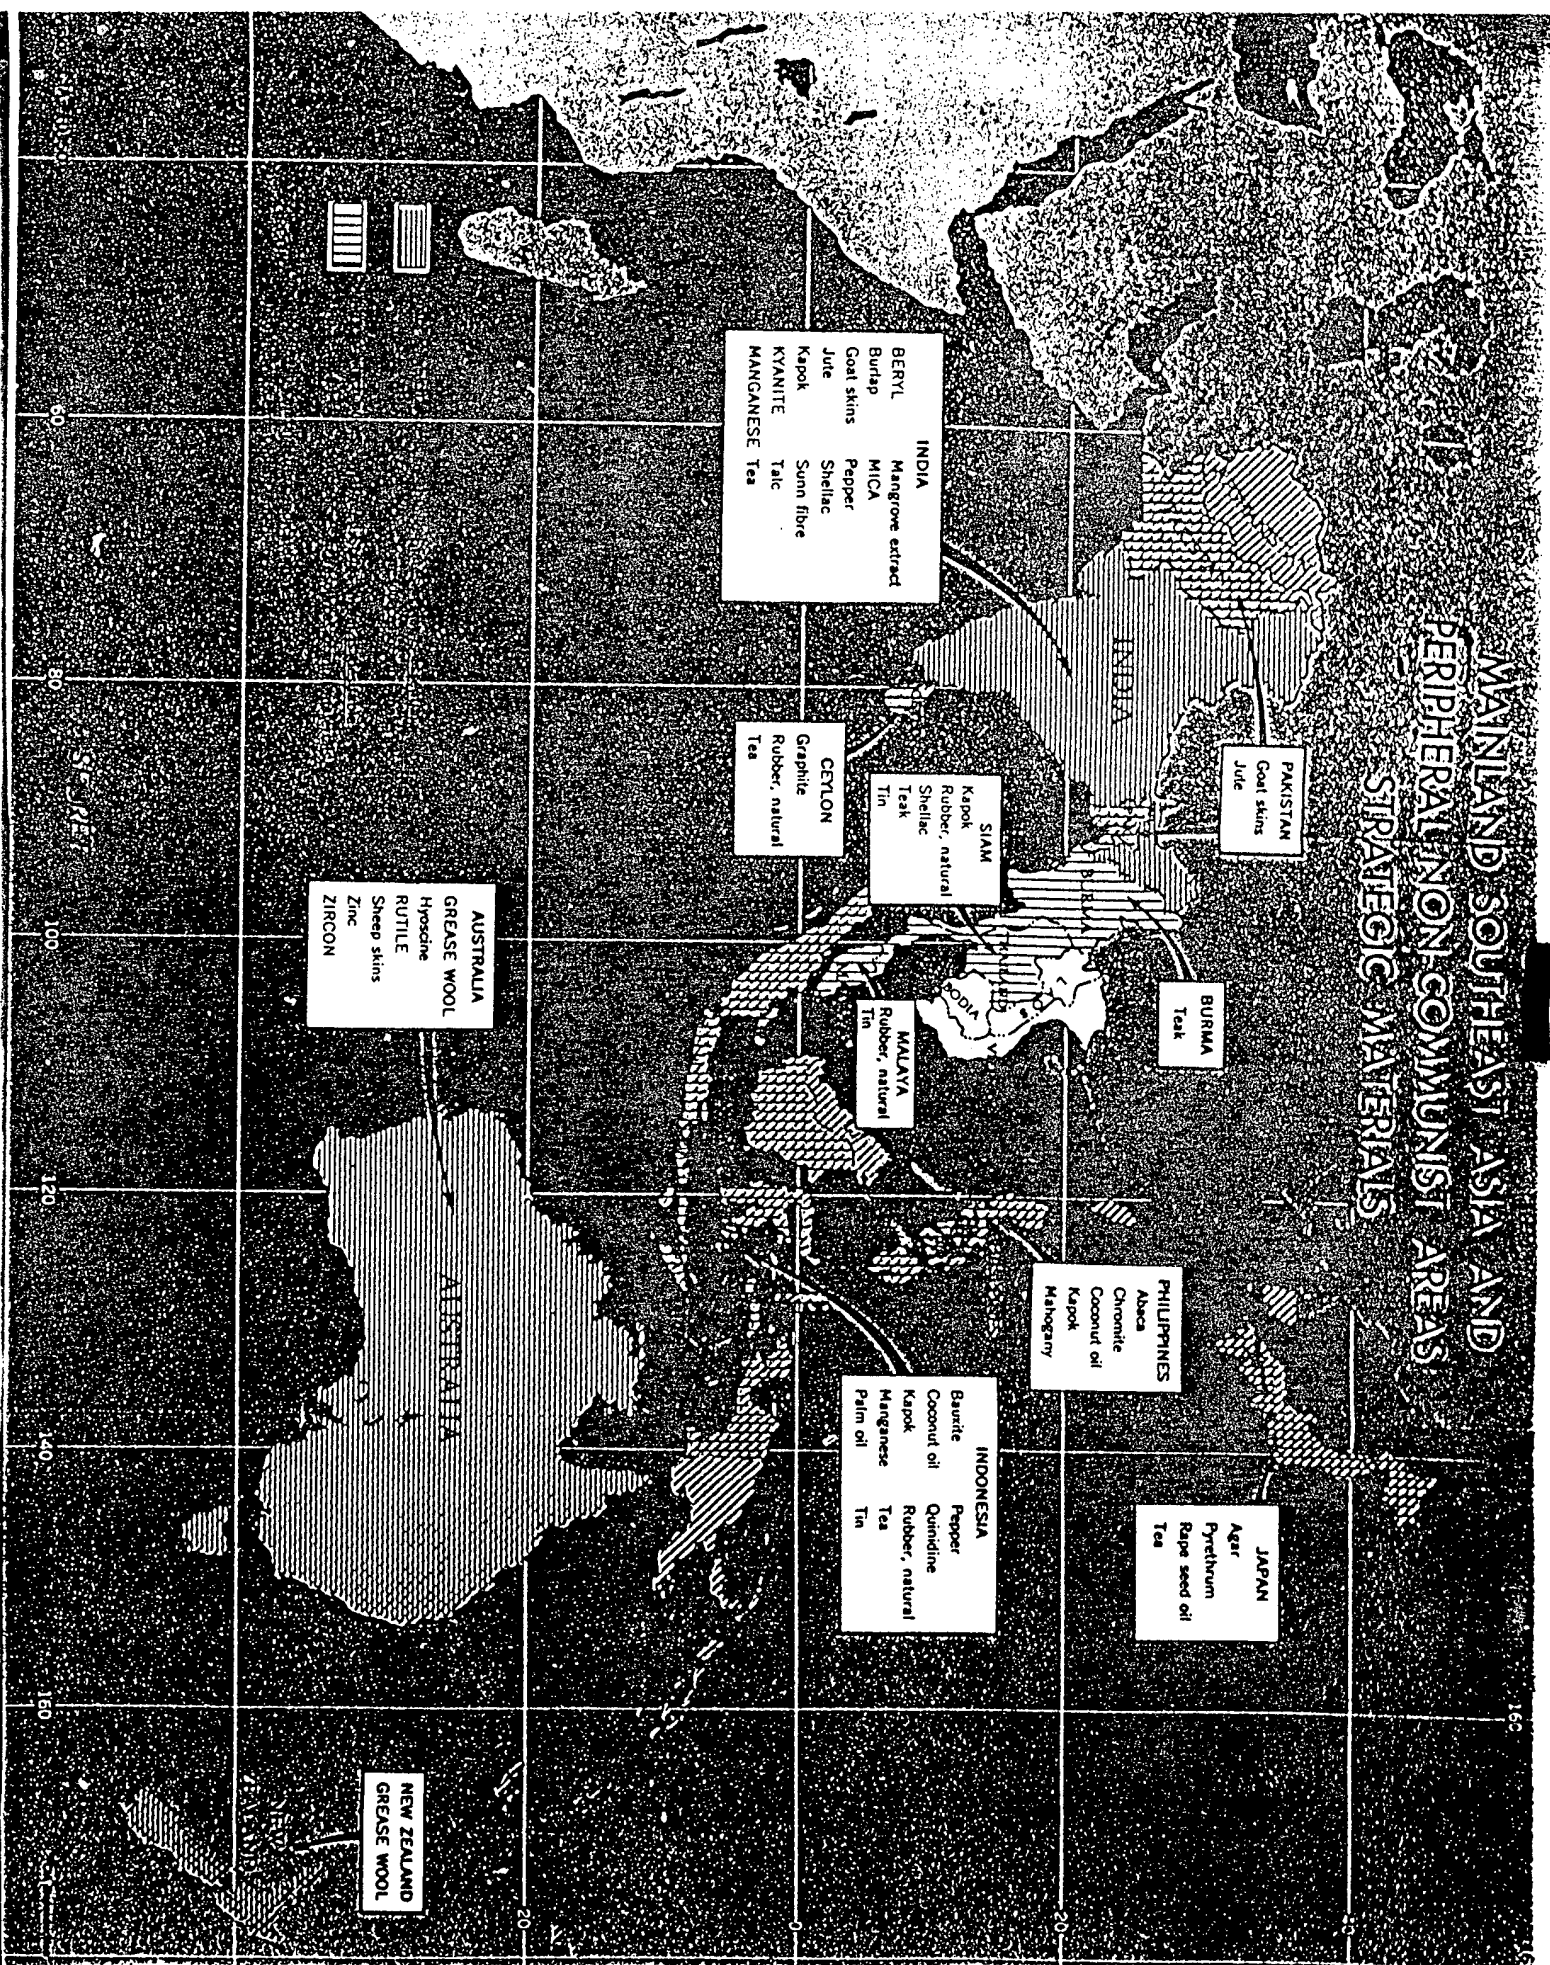 MAINLAND SOUTHEAST ASIA AND
PERIPHERAL NON-COMMUNIST AREAS
STRATEGIC MATERIALS
160
PAKISTAN
Goat skins
Jute
BURMA
Teak
JAPAN
Agar
Pyrethrum
Rape seed oil
Tea
PHILIPPINES
Abaca
Chromite
Coconut oil
Kapok
Mahogany
INDIA
BURMA
INDIA
BERYL Mangrove extract
Burlap MICA
Goat skins Pepper
Jute Shellac
Kapok Sunn fibre
KYANITE Talc
MANGANESE Tea
SIAM
Kapok
Rubber, natural
Shellac
Teak
Tin
CEYLON
Graphite
Rubber, natural
Tea
MALAYA
Rubber, natural
Tin
INDONESIA
Bauxite Pepper
Coconut oil Quinidine
Kapok Rubber, natural
Manganese Tea
Palm oil Tin
20
0
20
AUSTRALIA
GREASE WOOL
Hyoscine
RUTILE
Sheep skins
Zinc
ZIRCON
AUSTRALIA
NEW ZEALAND
GREASE WOOL
60
80
100
120
140
160